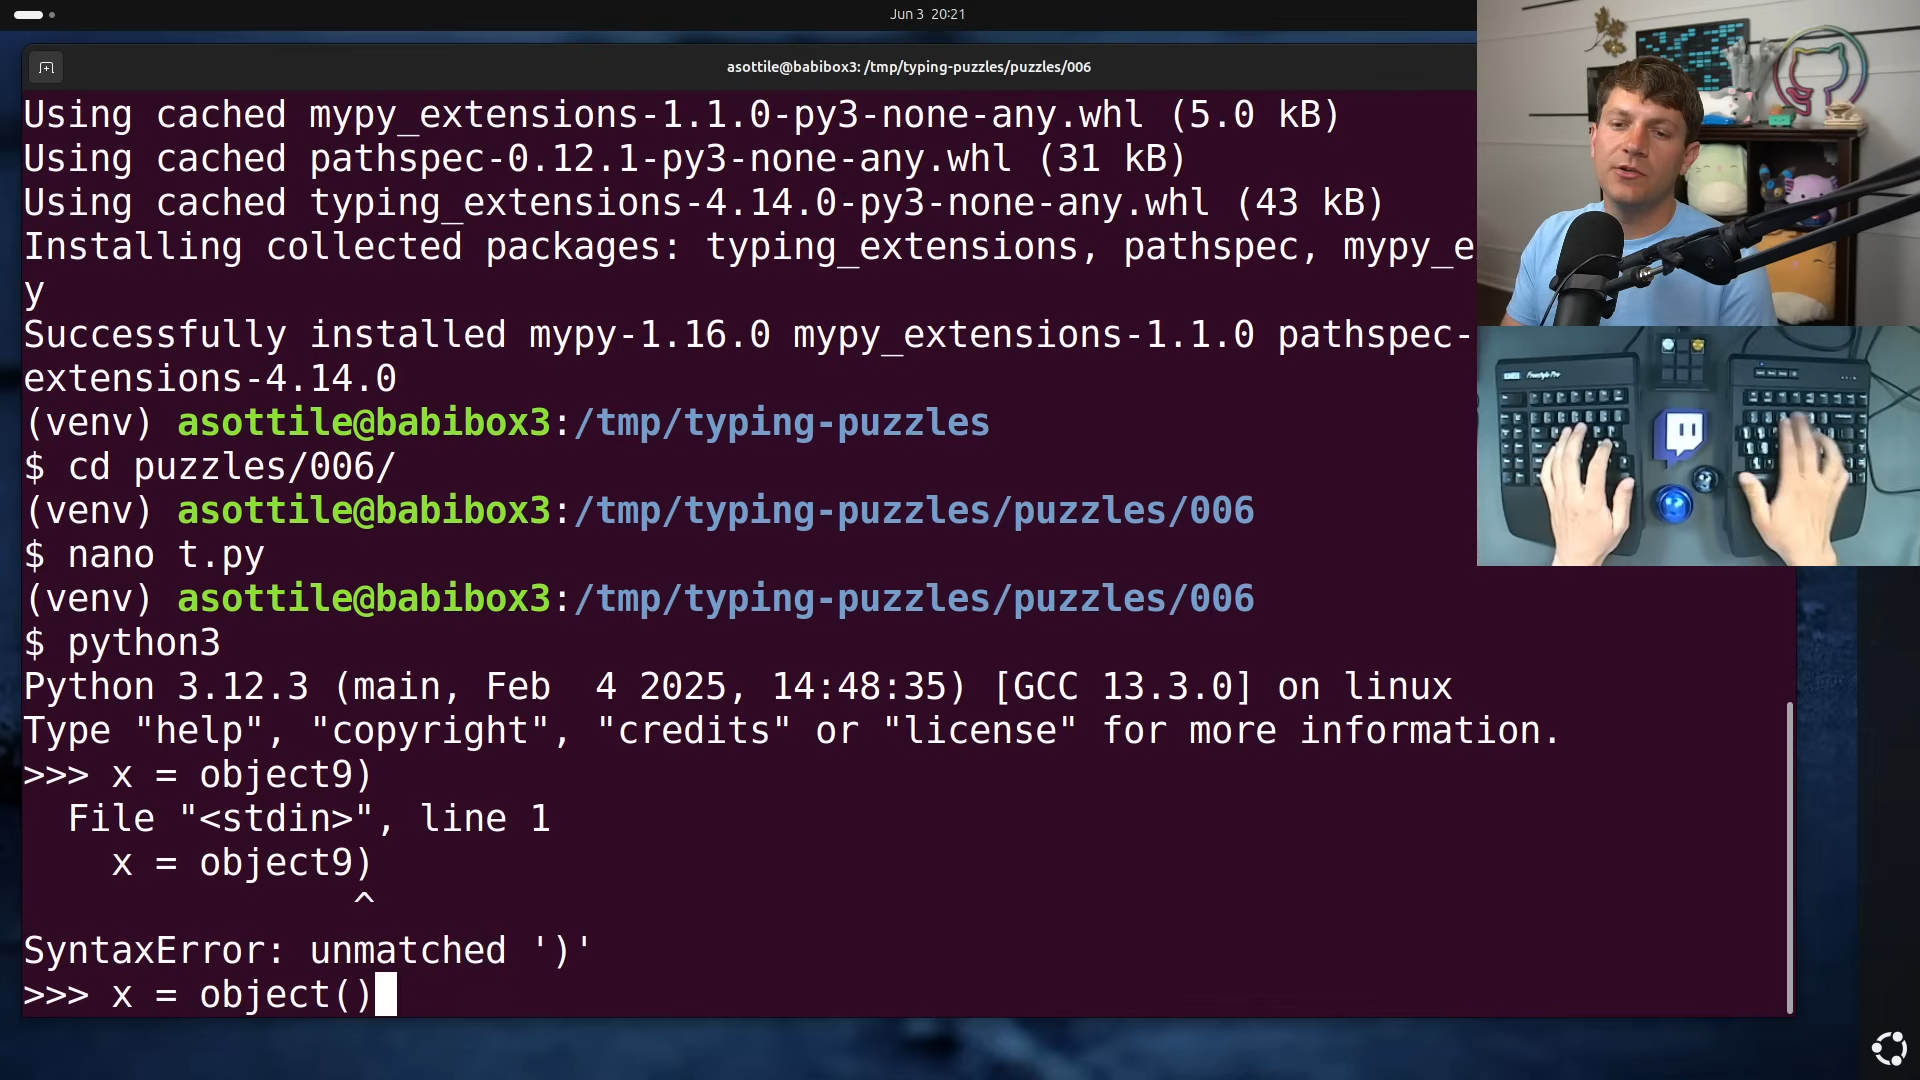 Jun 3 20:21
asottile@babibox3: /tmp/typing-puzzles/puzzles/006
Using cached mypy_extensions-1.1.0-py3-none-any.whl (5.0 kB)
Using cached pathspec-0.12.1-py3-none-any.whl (31 kB)
Using cached typing_extensions-4.14.0-py3-none-any.whl (43 kB)
Installing collected packages: typing_extensions, pathspec, mypy_e
y
Successfully installed mypy-1.16.0 mypy_extensions-1.1.0 pathspec-
extensions-4.14.0
(venv) asottile@babibox3:/tmp/typing-puzzles
$ cd puzzles/006/
(venv) asottile@babibox3:/tmp/typing-puzzles/puzzles/006
$ nano t.py
(venv) asottile@babibox3:/tmp/typing-puzzles/puzzles/006
$ python3
Python 3.12.3 (main, Feb  4 2025, 14:48:35) [GCC 13.3.0] on linux
Type "help", "copyright", "credits" or "license" for more information.
>>> x = object9)
  File "<stdin>", line 1
    x = object9)
               ^
SyntaxError: unmatched ')'
>>> x = object()